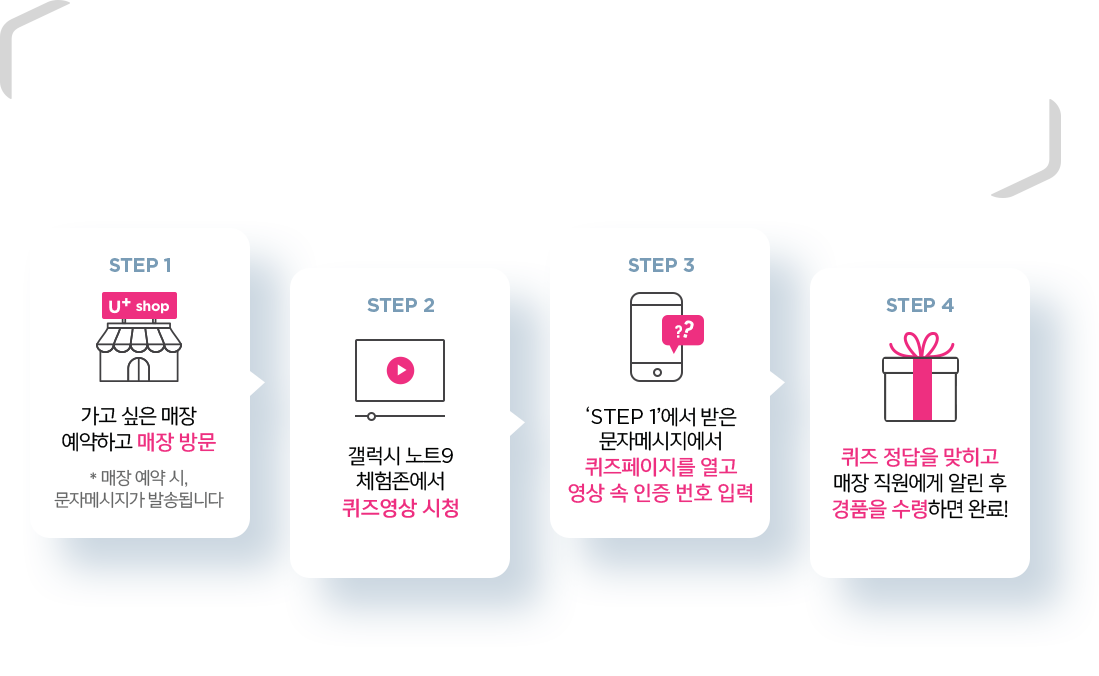 STEP 1
U+ shop
가고 싶은 매장
예약하고 매장 방문
* 매장 예약 시,
문자메시지가 발송됩니다
STEP 2
갤럭시 노트9
체험존에서
퀴즈영상 시청
STEP 3
??
‘STEP 1’에서 받은
문자메시지에서
퀴즈페이지를 열고
영상 속 인증 번호 입력
STEP 4
퀴즈 정답을 맞히고
매장 직원에게 알린 후
경품을 수령하면 완료!